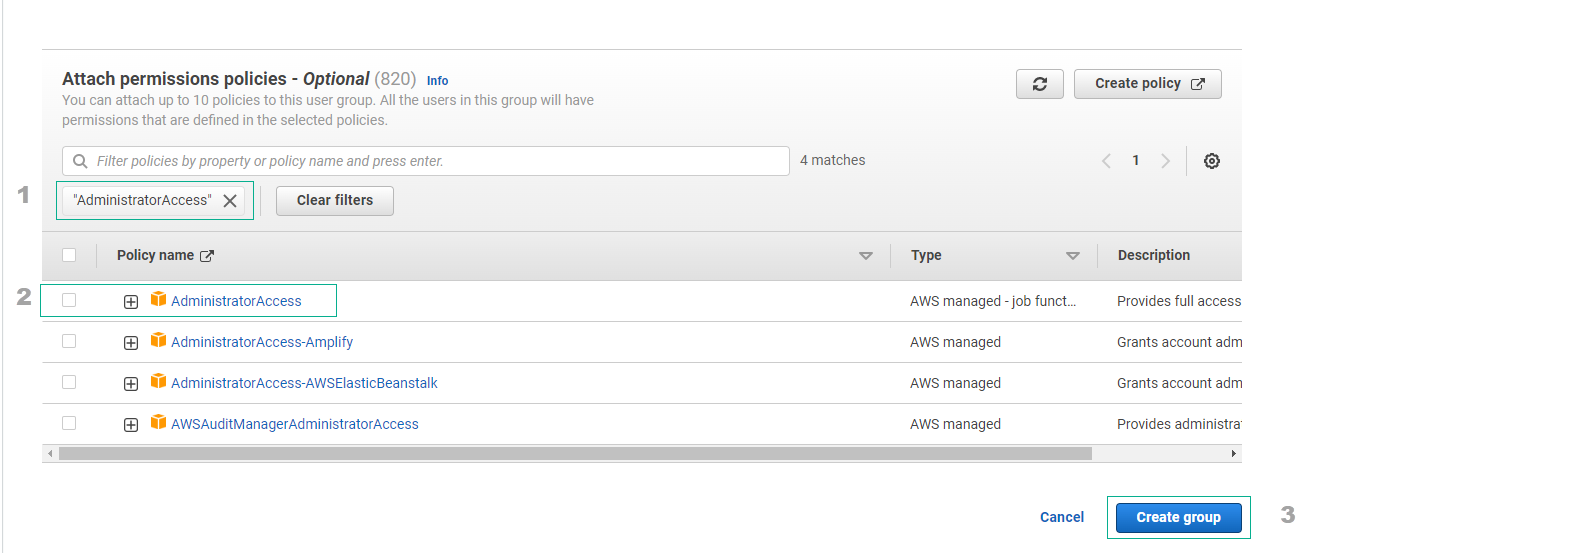 Attach permissions policies - Optional (820) Info
Create policy
You can attach up to 10 policies to this user group. All the users in this group will have
permissions that are defined in the selected policies.
Filter policies by property or policy name and press enter.
4 matches
1
1
"AdministratorAccess"
Clear filters
Policy name
Type
Description
2
AdministratorAccess
AWS managed - job funct...
Provides full access
AdministratorAccess-Amplify
AWS managed
Grants account adm
AdministratorAccess-AWSElasticBeanstalk
AWS managed
Grants account adm
AWSAuditManagerAdministratorAccess
AWS managed
Provides administra
Cancel
Create group
3